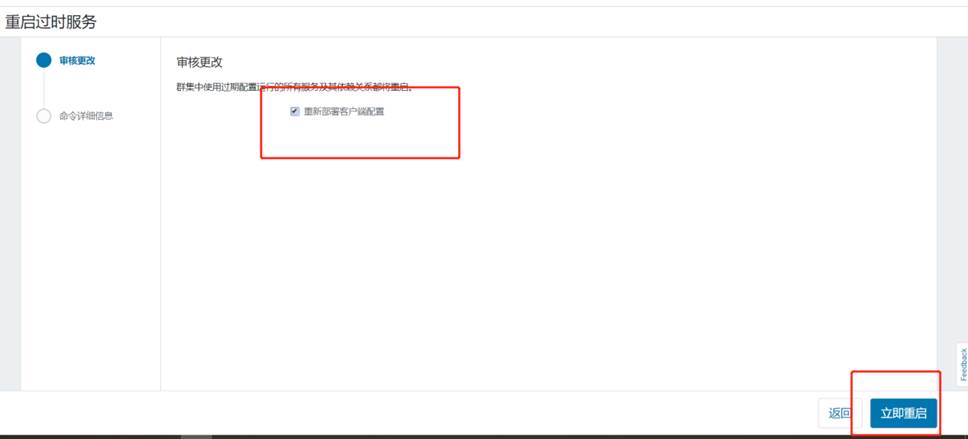 重启过时服务
审核更改
命令详细信息
审核更改
群集中使用过期配置运行的所有服务及其依赖关系都将重启。
重新部署客户端配置
Feedback
返回
立即重启